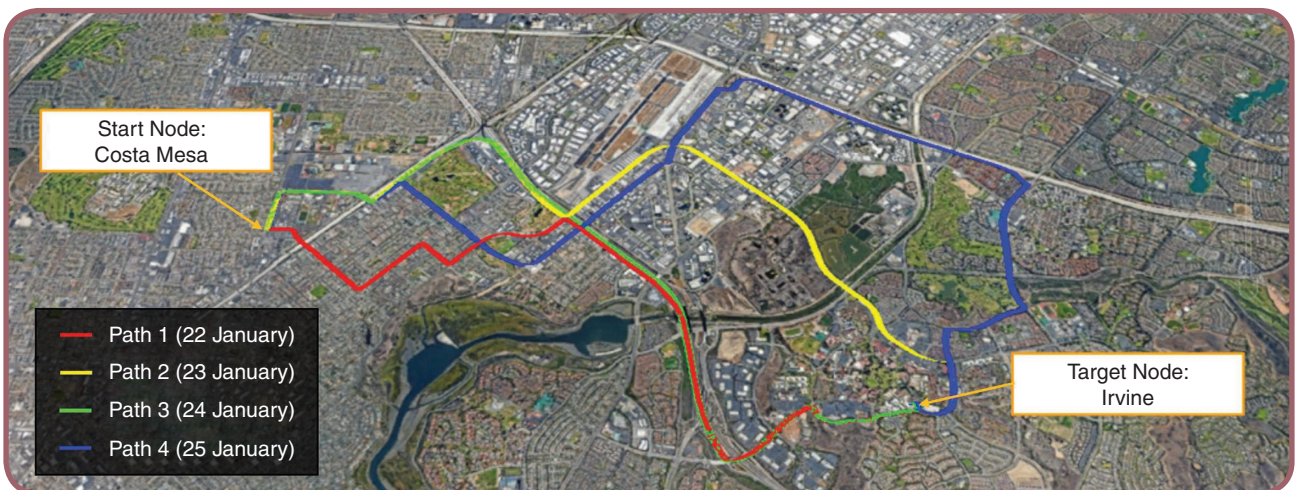 Start Node:
Costa Mesa
Path 1 (22 January)
Path 2 (23 January)
Path 3 (24 January)
Path 4 (25 January)
Target Node:
Irvine